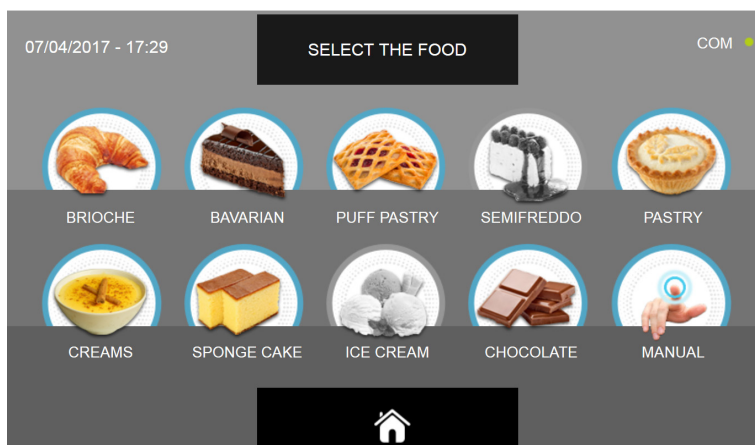 07/04/2017 - 17:29
SELECT THE FOOD
COM
BRIOCHE
BAVARIAN
PUFF PASTRY
SEMIFREDDO
PASTRY
CREAMS
SPONGE CAKE
ICE CREAM
CHOCOLATE
MANUAL